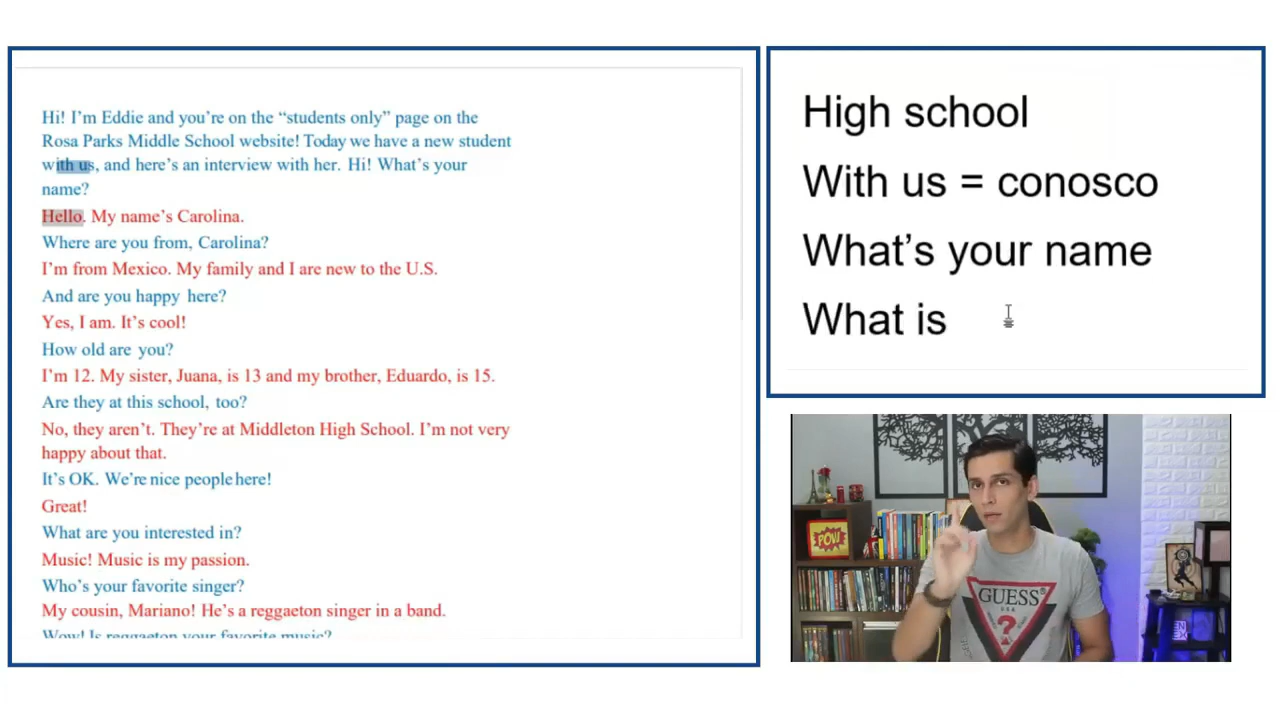 Hi! I'm Eddie and you're on the “students only” page on the
Rosa Parks Middle School website! Today we have a new student
with us, and here's an interview with her. Hi! What's your
name?
Hello. My name's Carolina.
Where are you from, Carolina?
I'm from Mexico. My family and I are new to the U.S.
And are you happy here?
Yes, I am. It's cool!
How old are you?
I'm 12. My sister, Juana, is 13 and my brother, Eduardo, is 15.
Are they at this school, too?
No, they aren't. They're at Middleton High School. I'm not very
happy about that.
It's OK. We're nice people here!
Great!
What are you interested in?
Music! Music is my passion.
Who's your favorite singer?
My cousin, Mariano! He's a reggaeton singer in a band.
Wow! Is reggaeton your favorite music?
High school
With us = conosco
What's your name
What is
POW
GUESS
?